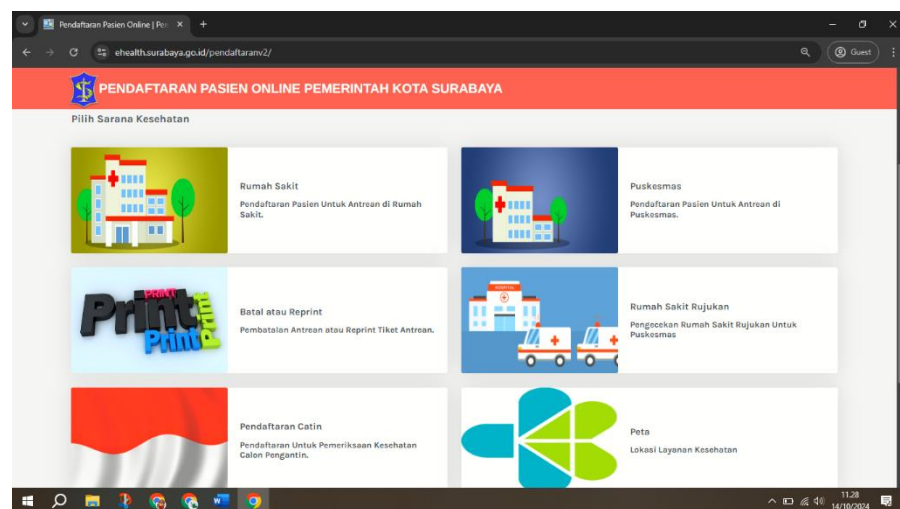 Pendaftaran Pasien Online | Pen
ehealth.surabaya.go.id/pendaftaranv2/
Guest
PENDAFTARAN PASIEN ONLINE PEMERINTAH KOTA SURABAYA
Pilih Sarana Kesehatan
Rumah Sakit
Pendaftaran Pasien Untuk Antrean di Rumah
Sakit.
Puskesmas
Pendaftaran Pasien Untuk Antrean di
Puskesmas.
PRINT
Print
Print
Print
Batal atau Reprint
Pembatalan Antrean atau Reprint Tiket Antrean.
HOSPITAL
Rumah Sakit Rujukan
Pengecekan Rumah Sakit Rujukan Untuk
Puskesmas
Pendaftaran Catin
Pendaftaran Untuk Pemeriksaan Kesehatan
Calon Pengantin.
Peta
Lokasi Layanan Kesehatan
11.28
14/10/2024